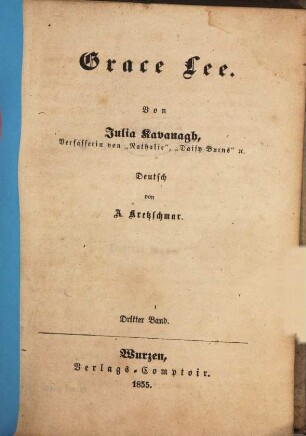 Grace Lee.
Von
Julia Kavanagh,
Verfasserin von „Nathalie“, „Daisy Burns“ ꝛc.
Deutsch
von
A. Kretzschmar.
Dritter Band.
Wurzen,
Verlags-Comptoir.
1855.